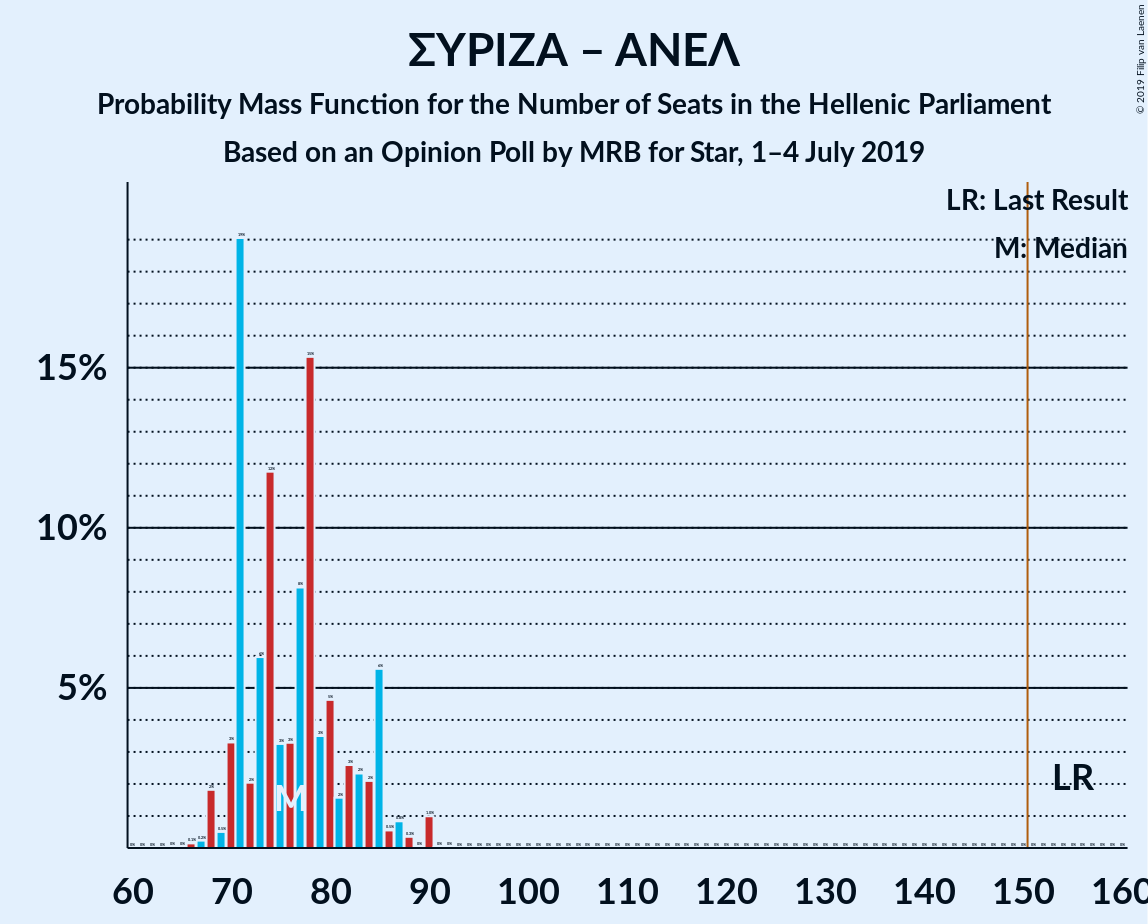 ΣΥΡΙΖΑ – ΑΝΕΛ
Probability Mass Function for the Number of Seats in the Hellenic Parliament
Based on an Opinion Poll by MRB for Star, 1–4 July 2019
© 2019 Filip van Laenen
LR: Last Result
M: Median
15%
10%
5%
M
LR
60 70 80 90 100 110 120 130 140 150 160